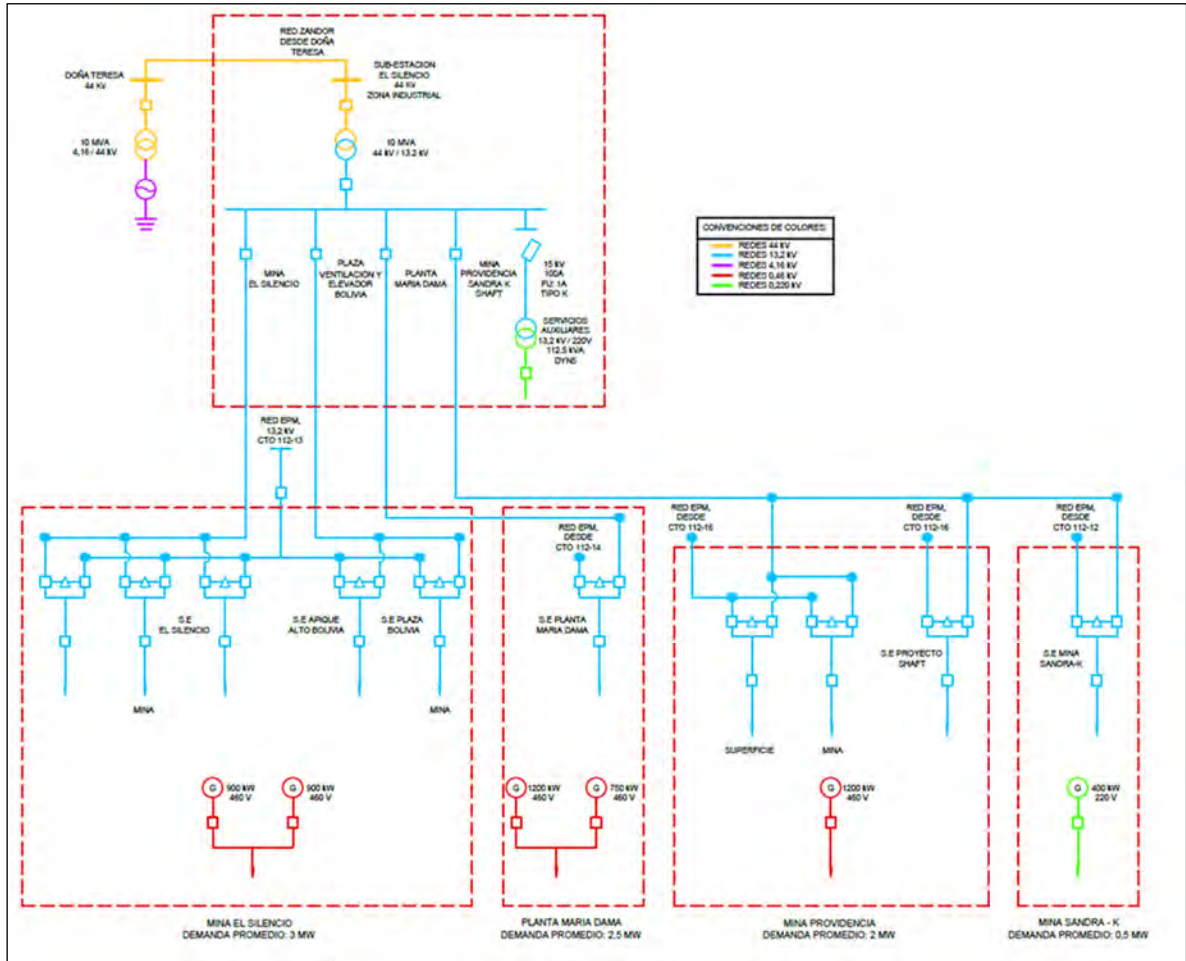 RED ZANDOR
DESDE DOÑA
TERESA
DOÑA TERESA
44 KV
SUB-ESTACION
EL SILENCIO
44 KV
ZONA INDUSTRIAL
10 MVA
4,16 / 44 kV
10 MVA
44 kV / 13,2 kV
MINA
EL SILENCIO
PLAZA
VENTILACION Y
ELEVADOR
BOLIVIA
PLANTA
MARIA DAMA
MINA
PROVIDENCIA
SANDRA K
SHAFT
15 kV
100A
FU: 1A
TIPO K
SERVICIOS
AUXILIARES
13,2 kV / 220V
112,5 kVA
DYN5
CONVENCIONES DE COLORES:
REDES 44 kV
REDES 13,2 kV
REDES 4,16 kV
REDES 0,46 kV
REDES 0,220 kV
RED EPM,
13,2 kV
CTO 112-13
RED EPM,
DESDE
CTO 112-14
RED EPM,
DESDE
CTO 112-16
RED EPM,
DESDE
CTO 112-16
RED EPM,
DESDE
CTO 112-12
S.E
EL SILENCIO
S.E APIQUE
ALTO BOLIVIA
S.E PLAZA
BOLIVIA
S.E PLANTA
MARIA DAMA
S.E PROYECTO
SHAFT
S.E MINA
SANDRA-K
MINA
MINA
SUPERFICIE
MINA
G
900 kW
460 V
G
900 kW
460 V
G
1200 kW
460 V
G
750 kW
460 V
G
1200 kW
460 V
G
400 kW
220 V
MINA EL SILENCIO
DEMANDA PROMEDIO: 3 MW
PLANTA MARIA DAMA
DEMANDA PROMEDIO: 2,5 MW
MINA PROVIDENCIA
DEMANDA PROMEDIO: 2 MW
MINA SANDRA - K
DEMANDA PROMEDIO: 0,5 MW